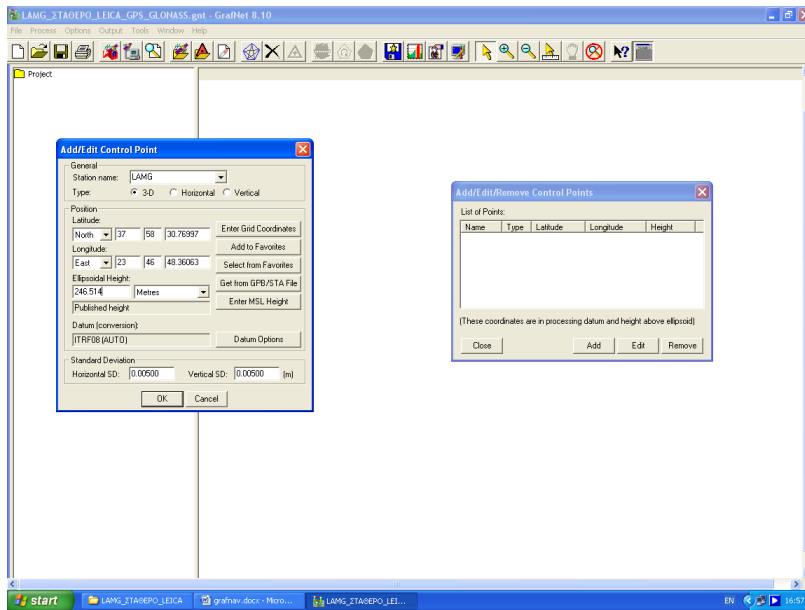 LAMG_ΣΤΑΘΕΡΟ_LEICA_GPS_GLONASS.gnt - GrafNet 8.10
File Process Options Output Tools Window Help
Project
Add/Edit Control Point
General
Station name: LAMG
Type: 3-D Horizontal Vertical
Position
Latitude:
North 37 58 30.76997
Enter Grid Coordinates
Longitude:
Add to Favorites
East 23 46 48.36063
Select from Favorites
Ellipsoidal Height:
Get from GPB/STA File
246.514 Metres
Enter MSL Height
Published height
Datum (conversion):
ITRF08 (AUTO)
Datum Options
Standard Deviation
Horizontal SD: 0.00500 Vertical SD: 0.00500 (m)
OK Cancel
Add/Edit/Remove Control Points
List of Points:
Name Type Latitude Longitude Height
(These coordinates are in processing datum and height above ellipsoid)
Close Add Edit Remove
start LAMG_ΣΤΑΘΕΡΟ_LEICA grafnav.docx - Micro... LAMG_ΣΤΑΘΕΡΟ_LEI... EN 16:57